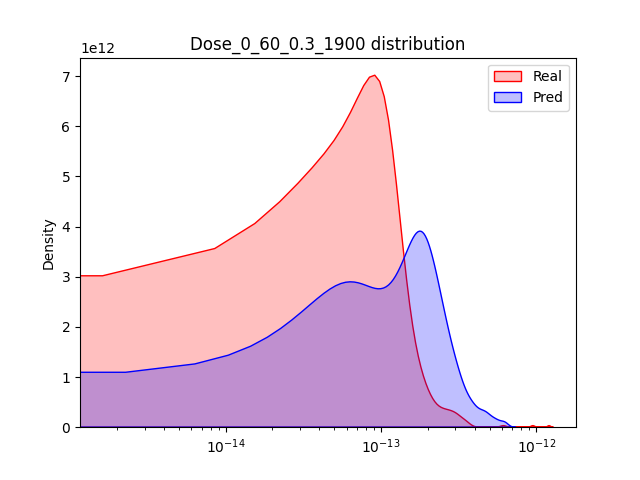 Dose_0_60_0.3_1900 distribution
1e12
Real
Pred
Density
7
6
5
4
3
2
1
0
10⁻¹⁴
10⁻¹³
10⁻¹²